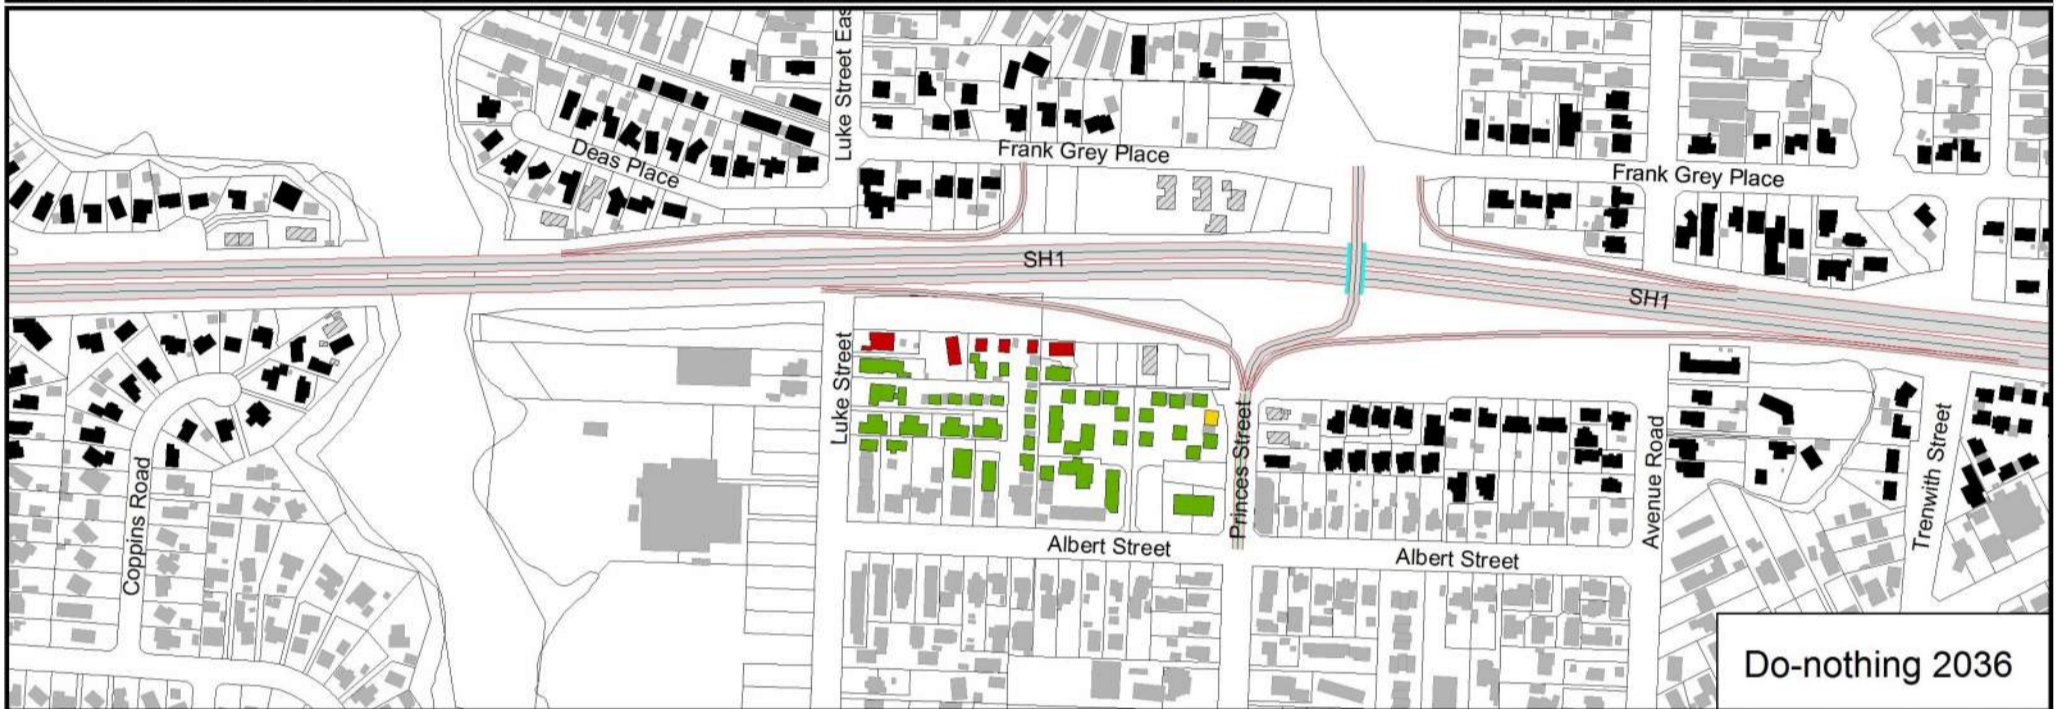 Luke Street East
Frank Grey Place
Deas Place
Frank Grey Place
SH1
SH1
Luke Street
Princes Street
Avenue Road
Trenwith Street
Coppins Road
Albert Street
Albert Street
Do-nothing 2036